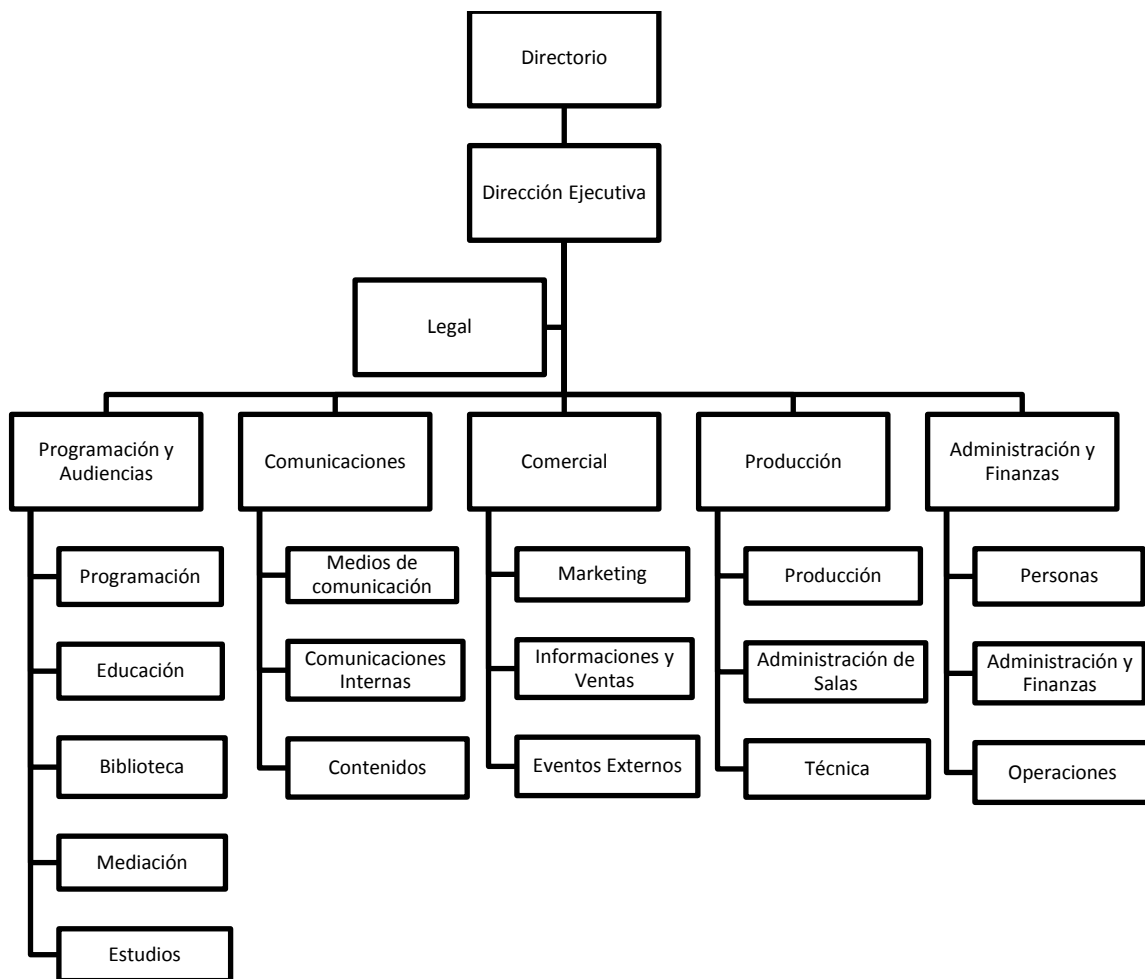 Directorio
Dirección Ejecutiva
Legal
Programación y
Audiencias
Comunicaciones
Comercial
Producción
Administración y
Finanzas
Programación
Educación
Biblioteca
Mediación
Estudios
Medios de
comunicación
Comunicaciones
Internas
Contenidos
Marketing
Informaciones y
Ventas
Eventos Externos
Producción
Administración de
Salas
Técnica
Personas
Administración y
Finanzas
Operaciones